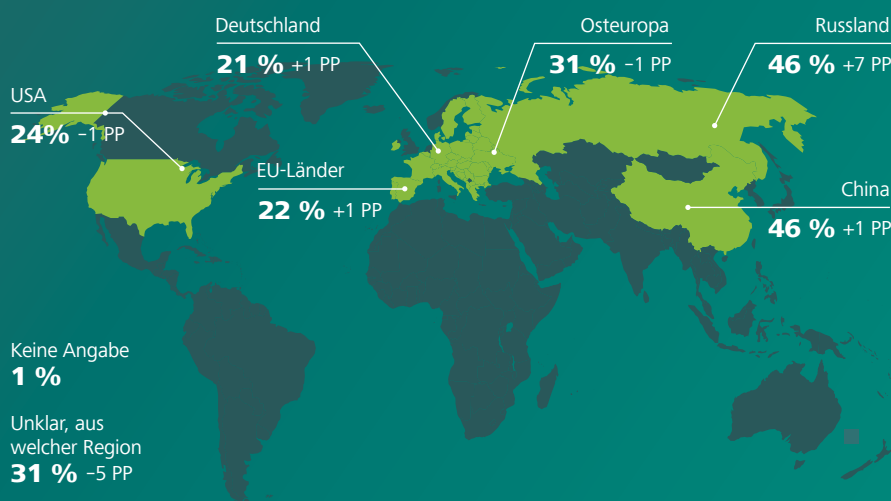 Deutschland
21 % +1 PP
Osteuropa
31 % −1 PP
Russland
46 % +7 PP
USA
24% −1 PP
EU-Länder
22 % +1 PP
China
46 % +1 PP
Keine Angabe
1 %
Unklar, aus
welcher Region
31 % −5 PP